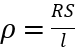 ρ = RS/l